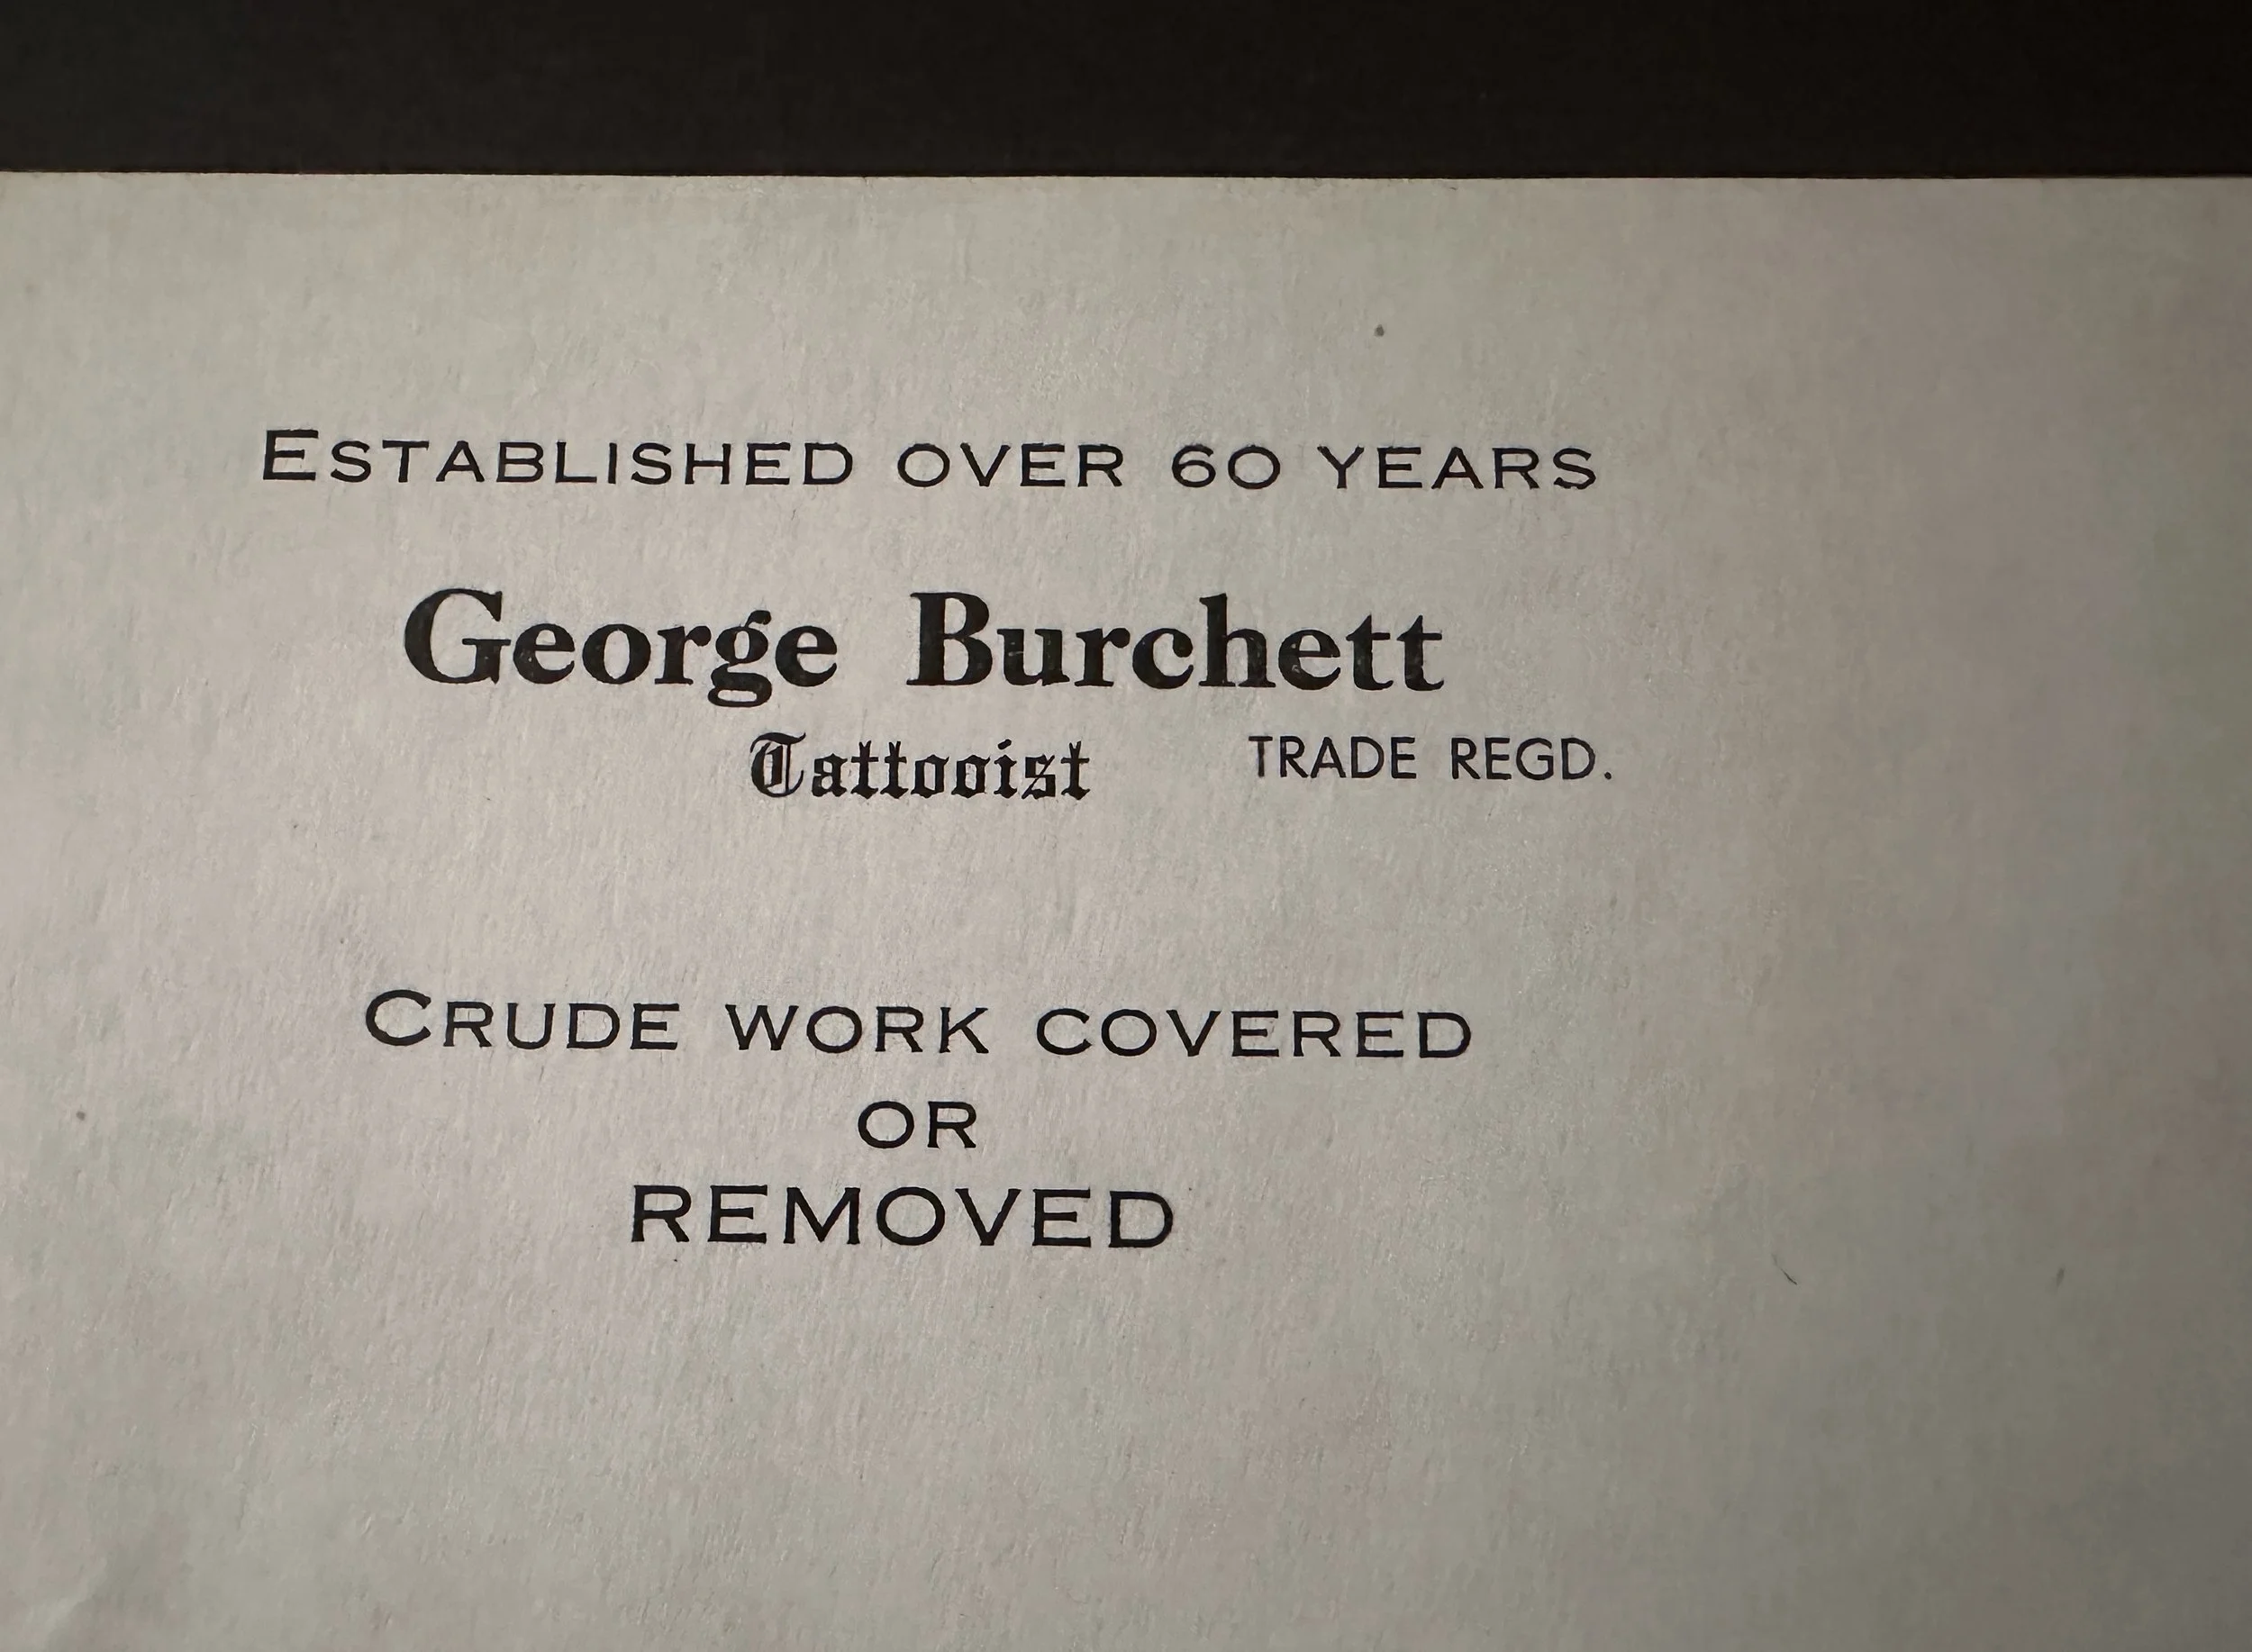 ESTABLISHED OVER 60 YEARS
George Burchett
Tattooist TRADE REGD.
CRUDE WORK COVERED
OR
REMOVED